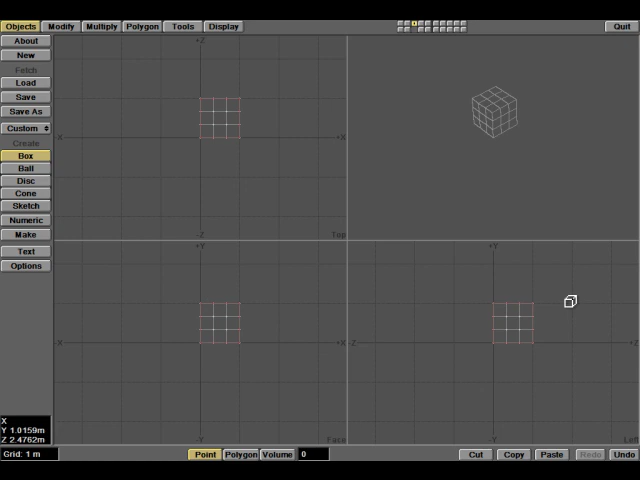 Objects Modify Multiply Polygon Tools Display Quit
About
New
Fetch
Load
Save
Save As
Custom
Create
Box
Ball
Disc
Cone
Sketch
Numeric
Make
Text
Options
+Z
-X +X
-Z Top
+Y
-X +X
-Y Face
+Y
-Z +Z
-Y Left
X
Y 1.0159m
Z 2.4762m
Grid: 1 m Point Polygon Volume 0 Cut Copy Paste Redo Undo